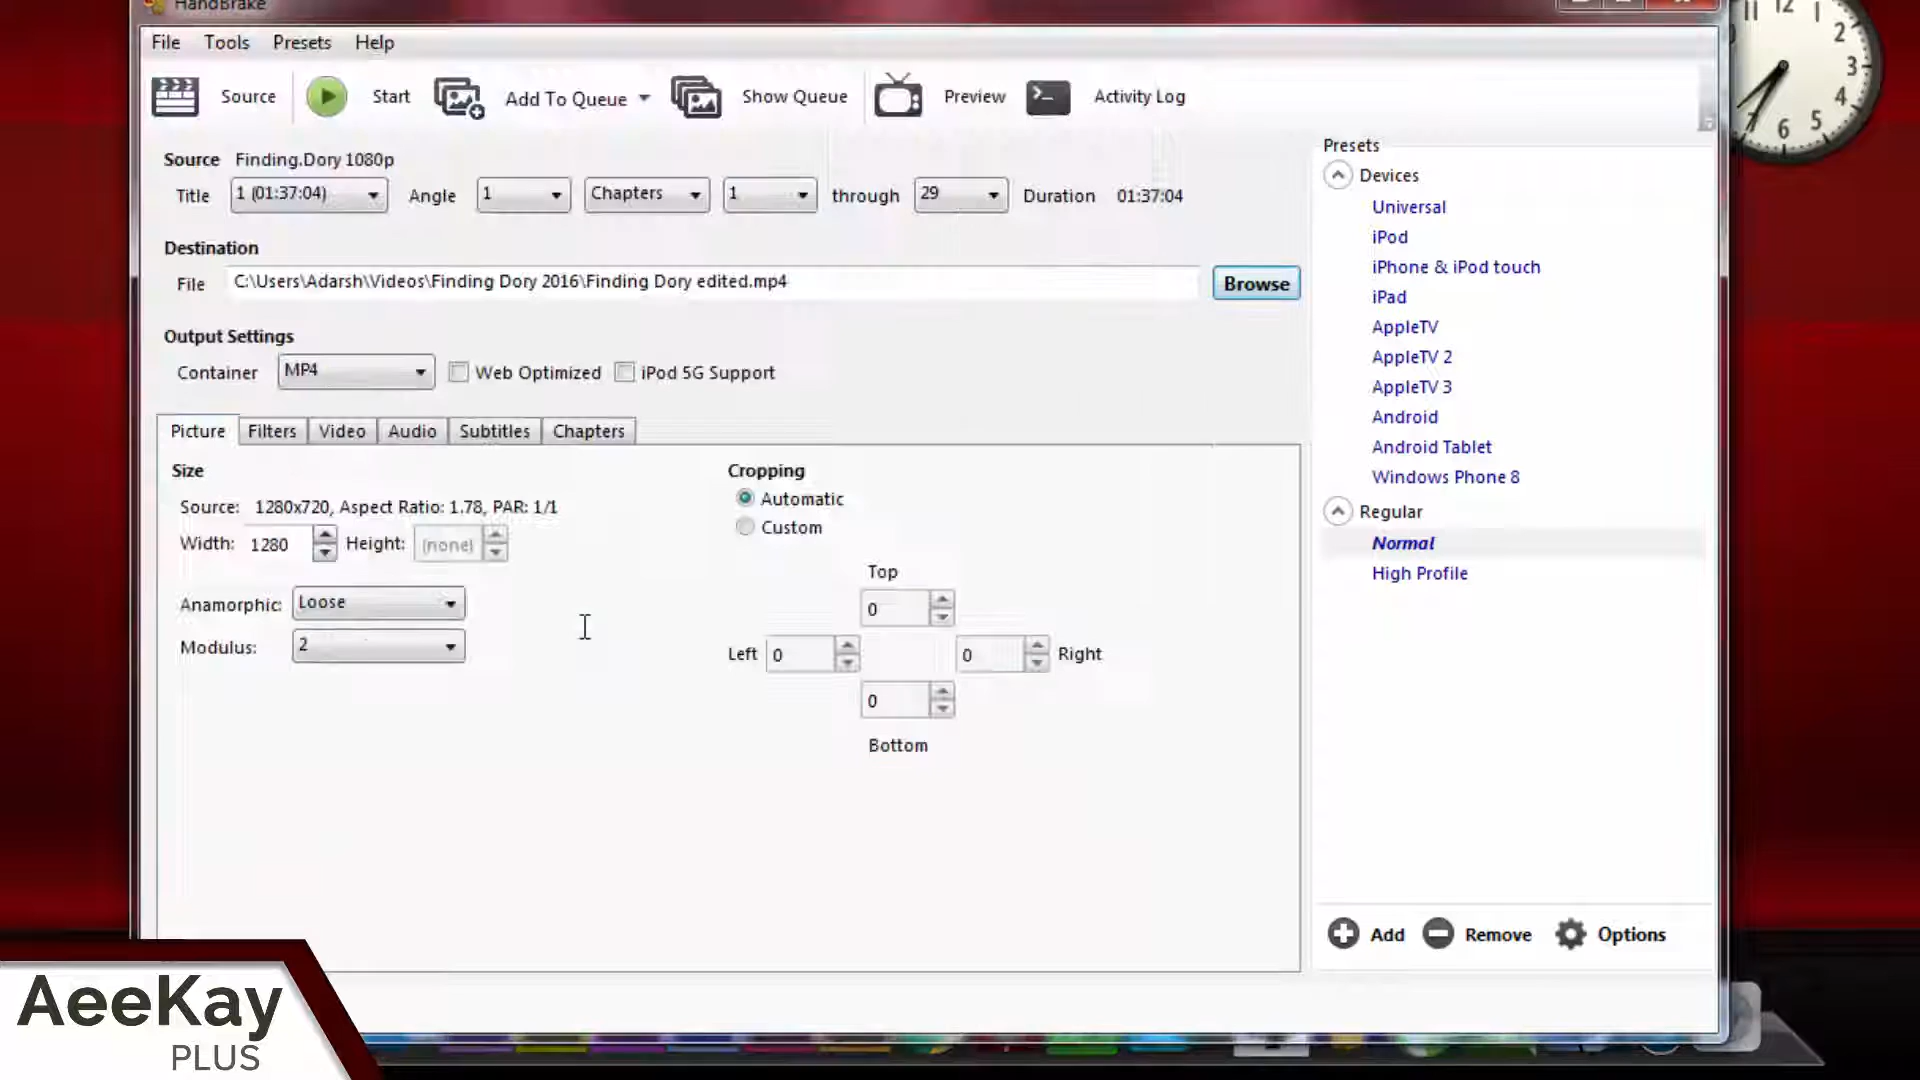 HandBrake
File Tools Presets Help
Source Start Add To Queue Show Queue Preview Activity Log
Source Finding.Dory 1080p
Title 1 (01:37:04) Angle 1 Chapters 1 through 29 Duration 01:37:04
Destination
File C:\Users\Adarsh\Videos\Finding Dory 2016\Finding Dory edited.mp4 Browse
Output Settings
Container MP4 Web Optimized iPod 5G Support
Picture Filters Video Audio Subtitles Chapters
Size
Source: 1280x720, Aspect Ratio: 1.78, PAR: 1/1
Width: 1280 Height: (none)
Anamorphic: Loose
Modulus: 2
Cropping
Automatic
Custom
Top
0
Left 0 0 Right
0
Bottom
Presets
Devices
Universal
iPod
iPhone & iPod touch
iPad
AppleTV
AppleTV 2
AppleTV 3
Android
Android Tablet
Windows Phone 8
Regular
Normal
High Profile
Add Remove Options
11 12 1
2
3
4
5
6
7
AeeKay
PLUS